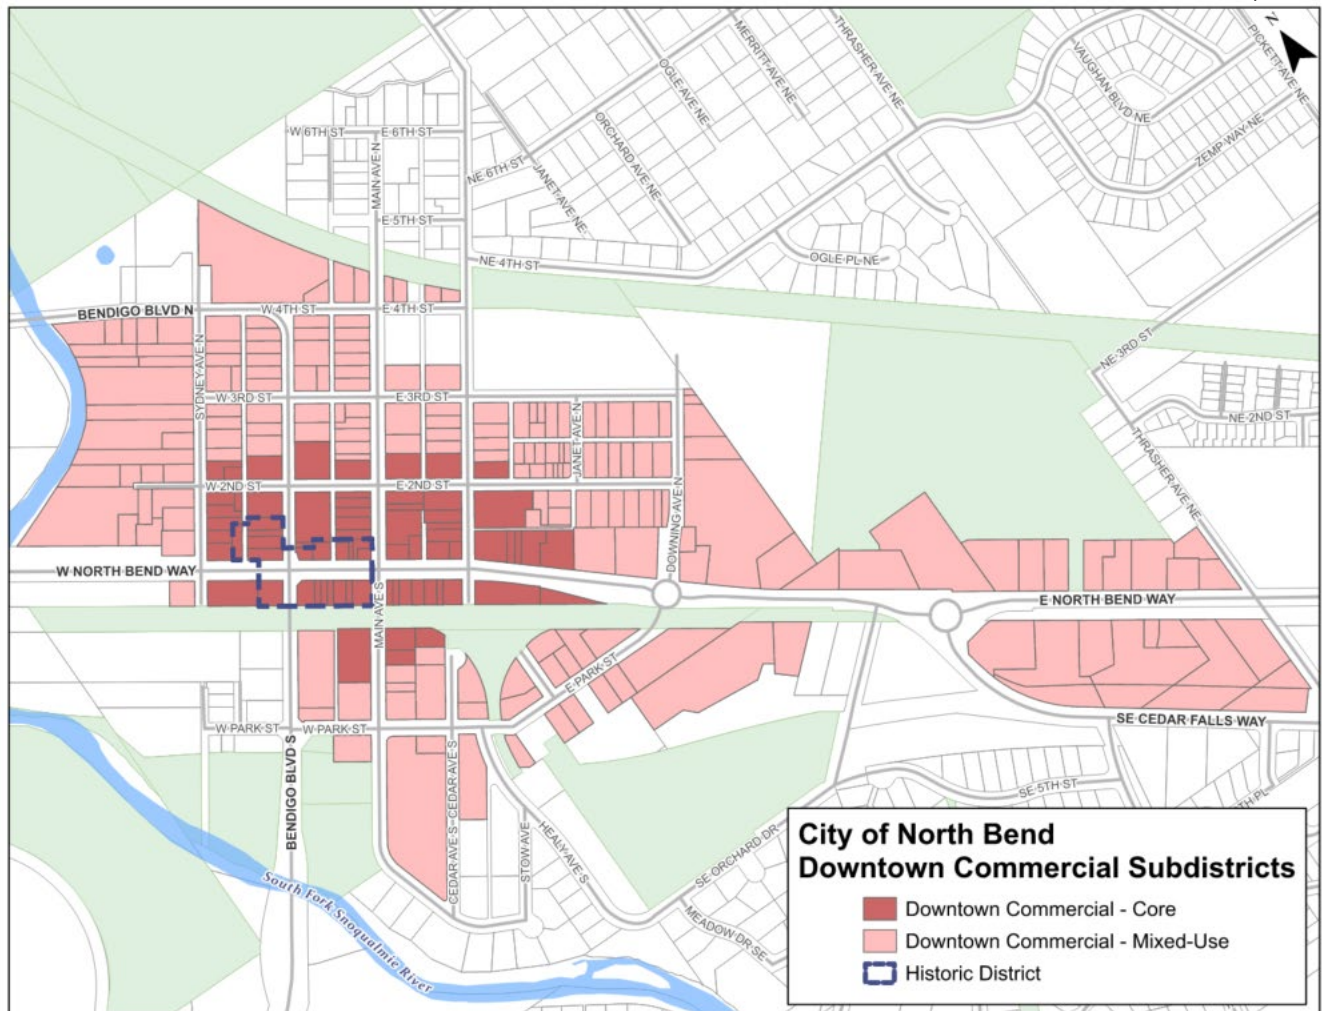 N
PICKETT AVE NE
THRASHER AVE NE
MERRITT AVE NE
VAUGHAN BLVD NE
OGLE AVE NE
ORCHARD AVE NE
ZEMP WAY NE
W 6TH ST
E 6TH ST
MAIN AVE N
NE 6TH ST
JANET AVE NE
E 5TH ST
NE 4TH ST
OGLE PL NE
BENDIGO BLVD N
W 4TH ST
E 4TH ST
SYDNEY AVE N
NE 3RD ST
W 3RD ST
E 3RD ST
JANET AVE N
NE 2ND ST
THRASHER AVE NE
W 2ND ST
E 2ND ST
DOWNING AVE N
W NORTH BEND WAY
E NORTH BEND WAY
MAIN AVE S
E PARK ST
W PARK ST
W PARK ST
SE CEDAR FALLS WAY
BENDIGO BLVD S
CEDAR AVE S
CEDAR AVE S
SE 5TH ST
TH PL
STOW AVE
HEALY AVE S
SE ORCHARD DR
MEADOW DR SE
South Fork Snoqualmie River
City of North Bend
Downtown Commercial Subdistricts
Downtown Commercial - Core
Downtown Commercial - Mixed-Use
Historic District